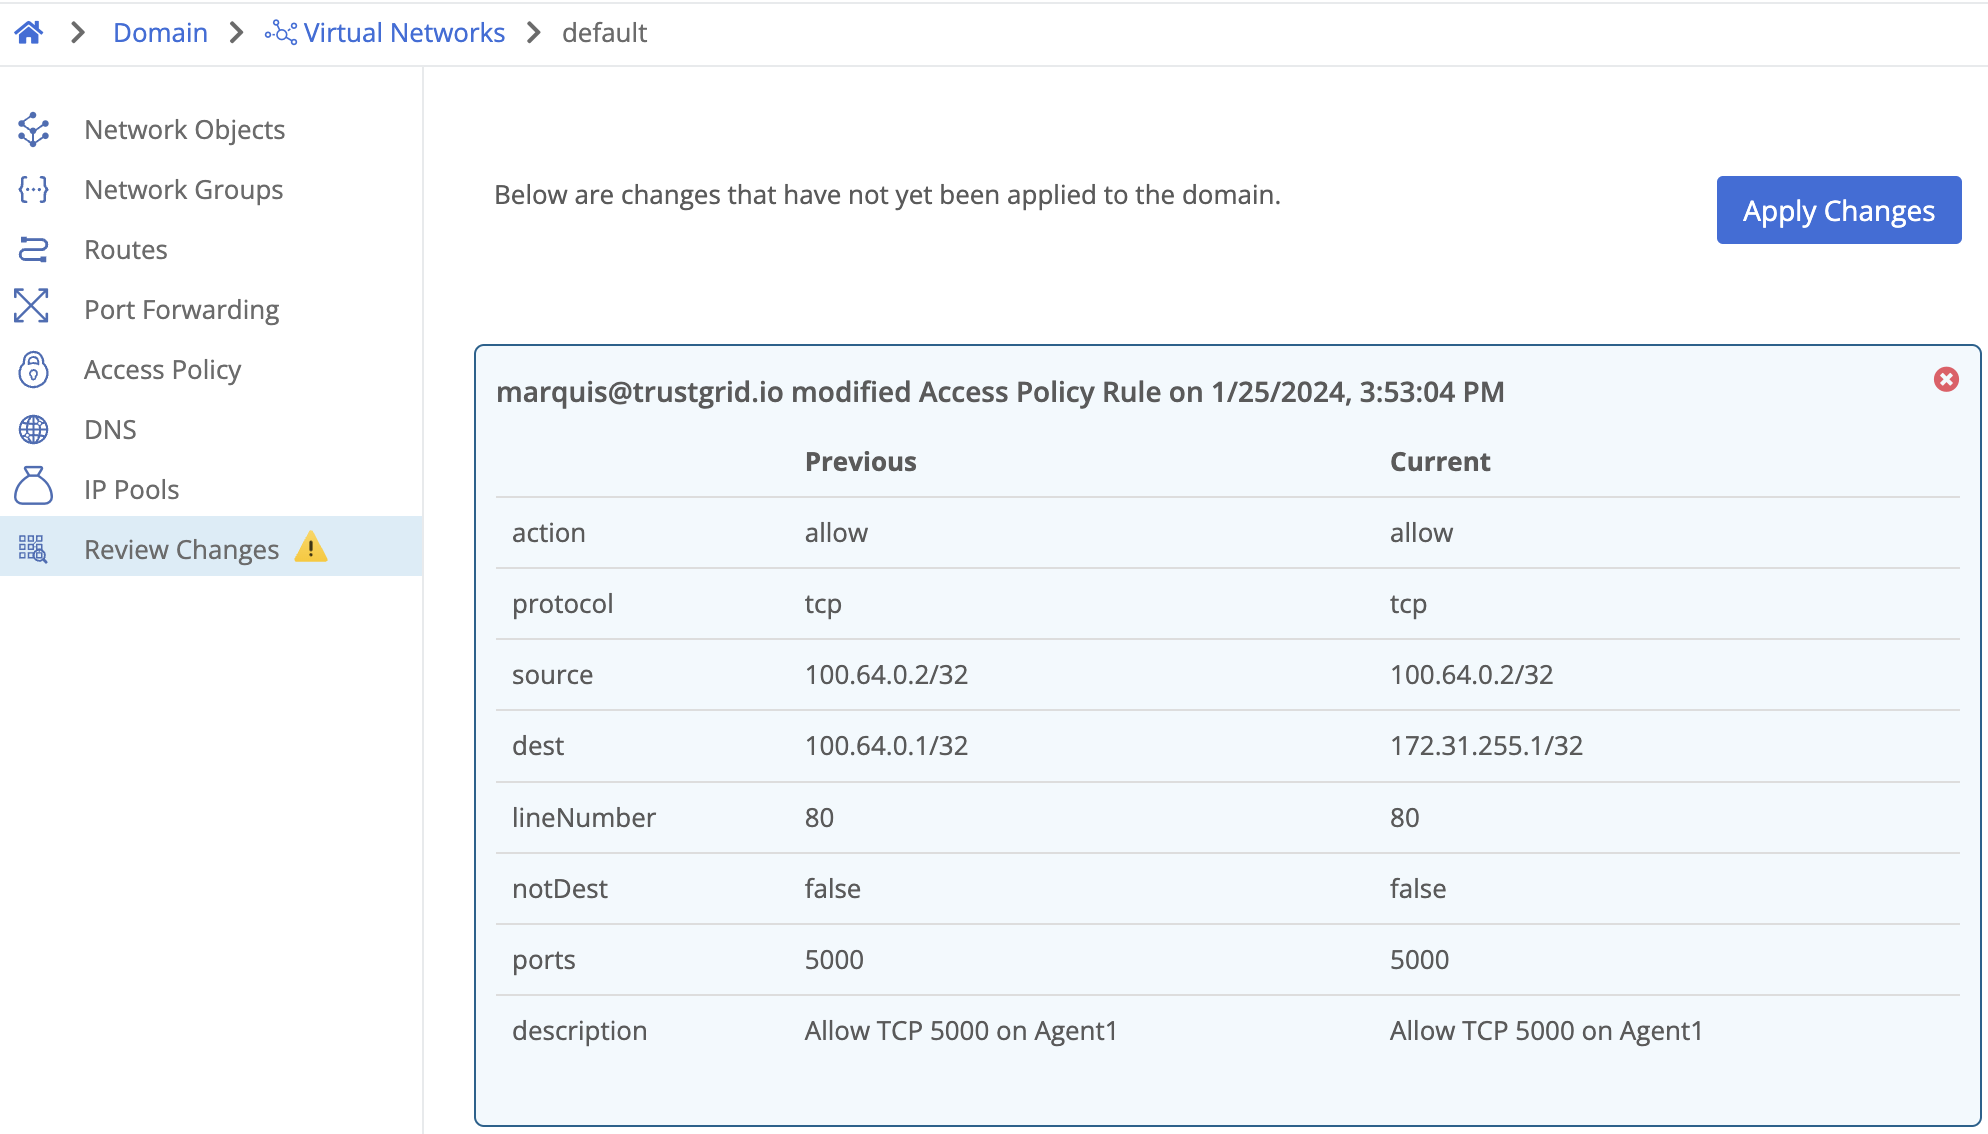 Domain Virtual Networks default
Network Objects
Network Groups
Routes
Port Forwarding
Access Policy
DNS
IP Pools
Review Changes
Below are changes that have not yet been applied to the domain.
Apply Changes
marquis@trustgrid.io modified Access Policy Rule on 1/25/2024, 3:53:04 PM
Previous Current
action allow allow
protocol tcp tcp
source 100.64.0.2/32 100.64.0.2/32
dest 100.64.0.1/32 172.31.255.1/32
lineNumber 80 80
notDest false false
ports 5000 5000
description Allow TCP 5000 on Agent1 Allow TCP 5000 on Agent1